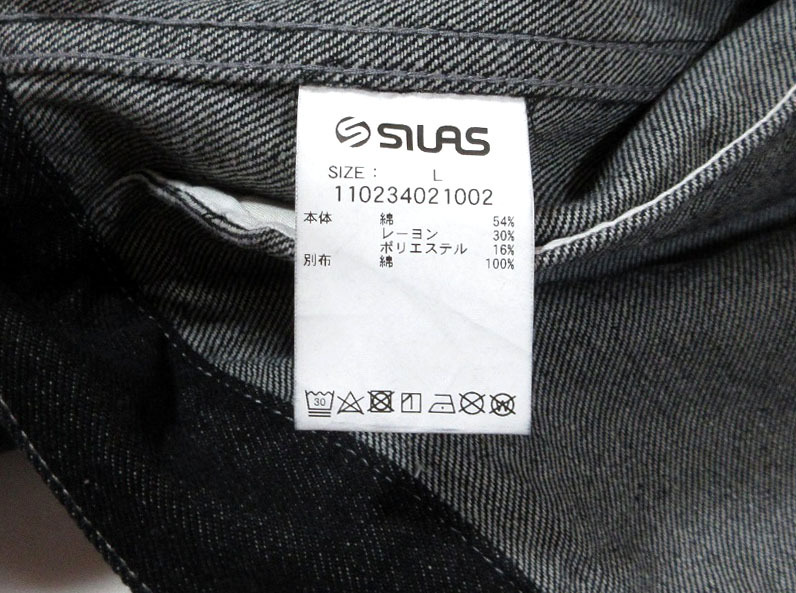 SILAS
SIZE : L
110234021002
本体 綿 54%
レーヨン 30%
ポリエステル 16%
別布 綿 100%
30 W